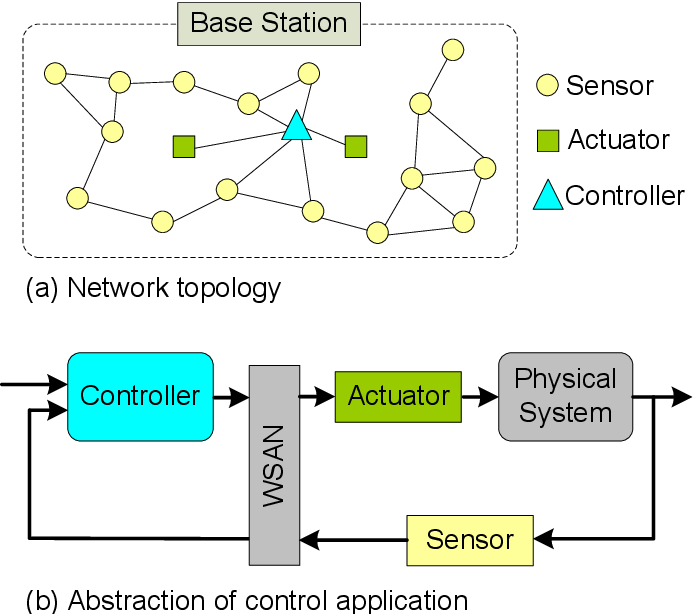 Base Station
Sensor
Actuator
Controller
(a) Network topology
Controller
WSAN
Actuator
Physical
System
Sensor
(b) Abstraction of control application